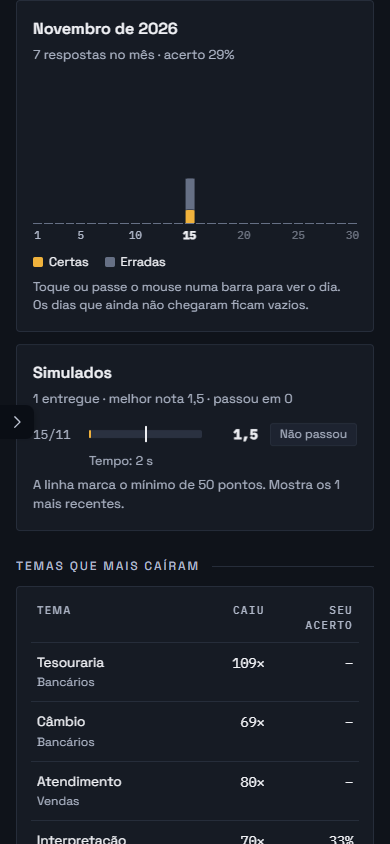 Novembro de 2026
7 respostas no mês · acerto 29%
1 5 10 15 20 25 30
Certas Erradas
Toque ou passe o mouse numa barra para ver o dia.
Os dias que ainda não chegaram ficam vazios.
Simulados
1 entregue · melhor nota 1,5 · passou em 0
15/11 1,5 Não passou
Tempo: 2 s
A linha marca o mínimo de 50 pontos. Mostra os 1
mais recentes.
TEMAS QUE MAIS CAÍRAM
TEMA CAIU SEU
ACERTO
Tesouraria 109× –
Bancários
Câmbio 69× –
Bancários
Atendimento 80× –
Vendas
Interpretação 70× 33%